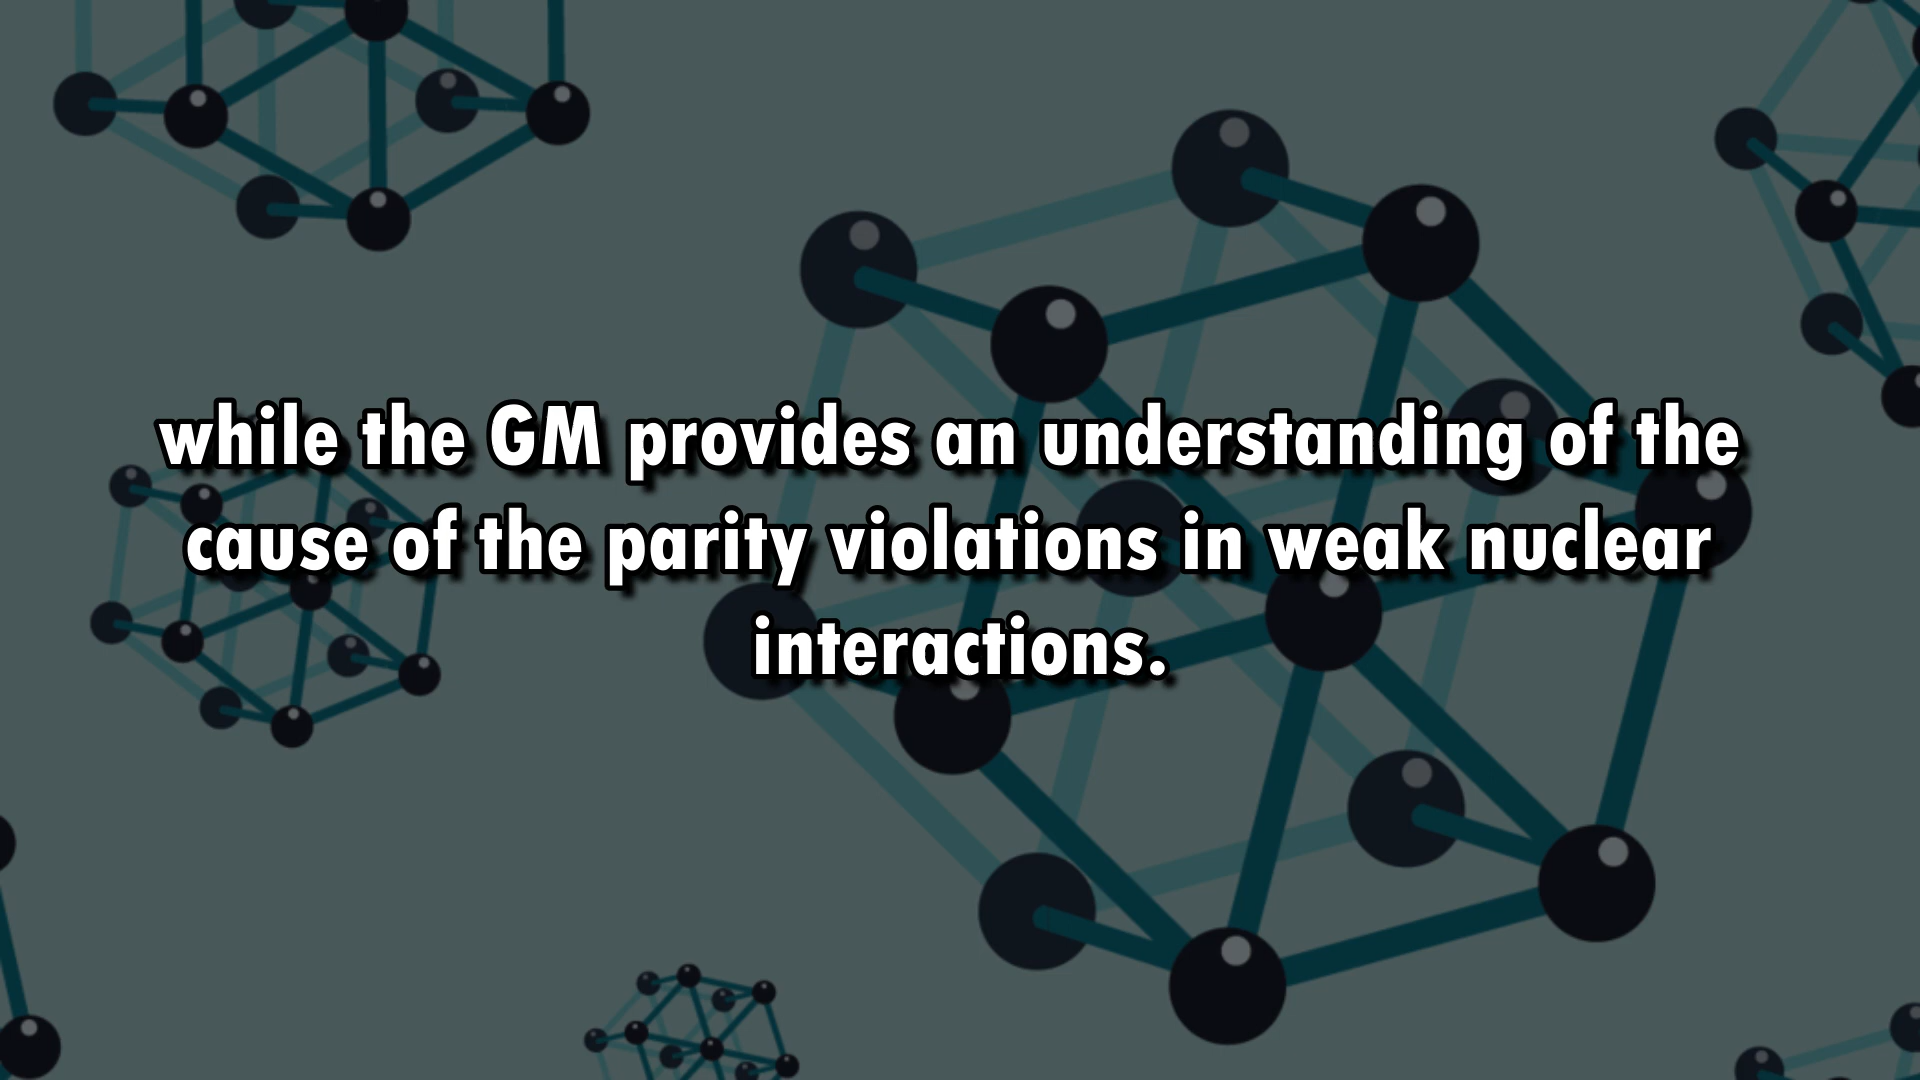 while the GM provides an understanding of the
cause of the parity violations in weak nuclear
interactions.